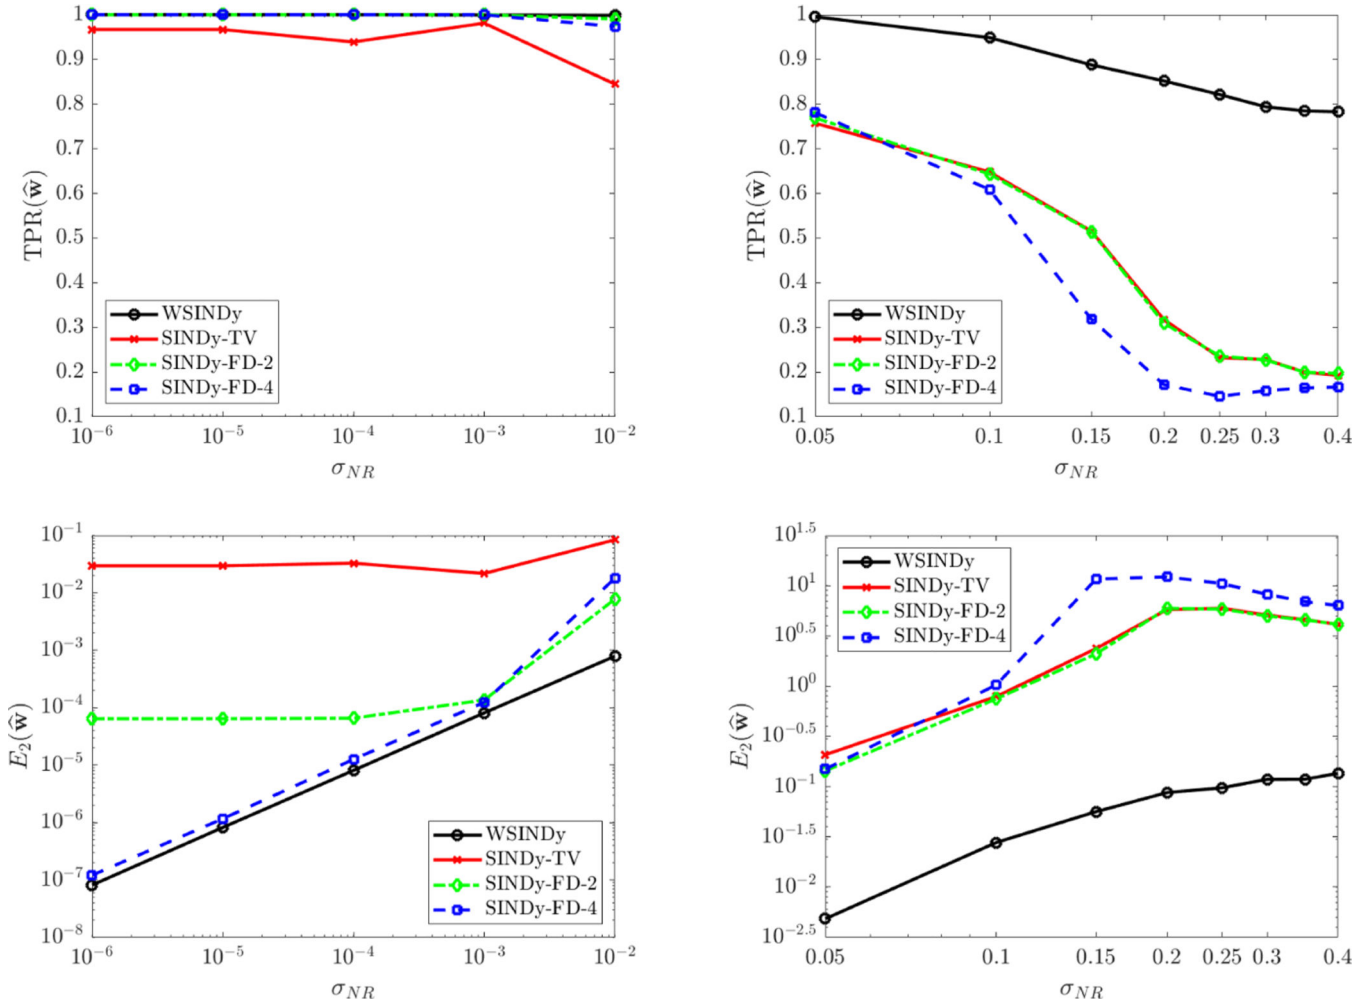 1
0.9
0.8
0.7
0.6
0.5
0.4
0.3
0.2
0.1
TPR(ŵ)
WSINDy
SINDy-TV
SINDy-FD-2
SINDy-FD-4
10⁻⁶ 10⁻⁵ 10⁻⁴ 10⁻³ 10⁻²
σ_NR
1
0.9
0.8
0.7
0.6
0.5
0.4
0.3
0.2
0.1
TPR(ŵ)
WSINDy
SINDy-TV
SINDy-FD-2
SINDy-FD-4
0.05 0.1 0.15 0.2 0.25 0.3 0.4
σ_NR
10⁻¹
10⁻²
10⁻³
10⁻⁴
10⁻⁵
10⁻⁶
10⁻⁷
10⁻⁸
E₂(ŵ)
WSINDy
SINDy-TV
SINDy-FD-2
SINDy-FD-4
10⁻⁶ 10⁻⁵ 10⁻⁴ 10⁻³ 10⁻²
σ_NR
10^1.5
10^1
10^0.5
10^0
10^-0.5
10^-1
10^-1.5
10^-2
10^-2.5
E₂(ŵ)
WSINDy
SINDy-TV
SINDy-FD-2
SINDy-FD-4
0.05 0.1 0.15 0.2 0.25 0.3 0.4
σ_NR